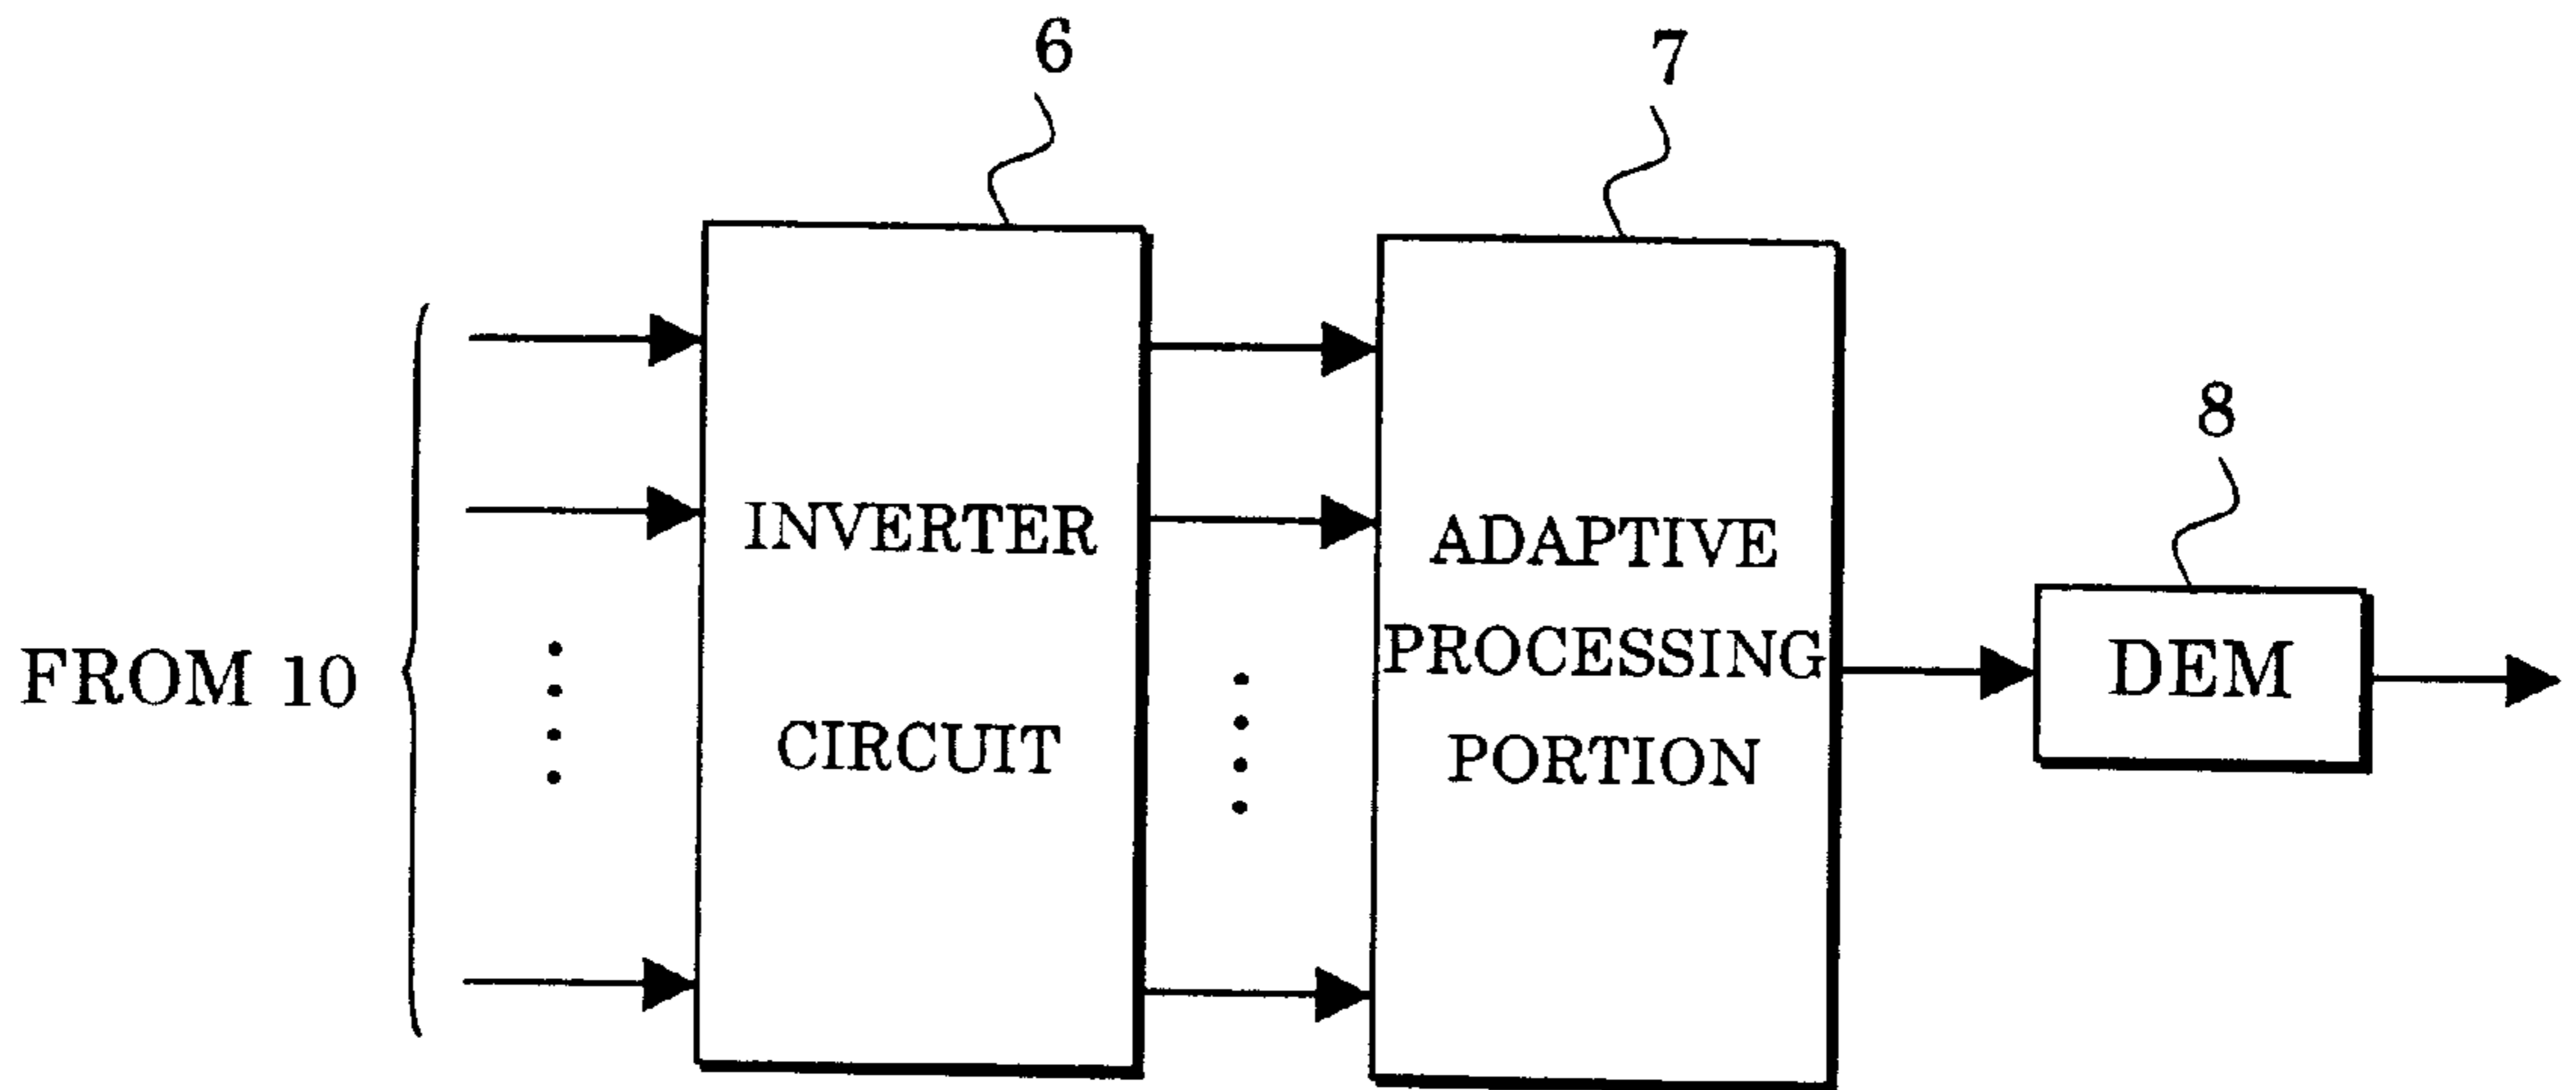 6
7
8
FROM 10
INVERTER
CIRCUIT
ADAPTIVE
PROCESSING
PORTION
DEM